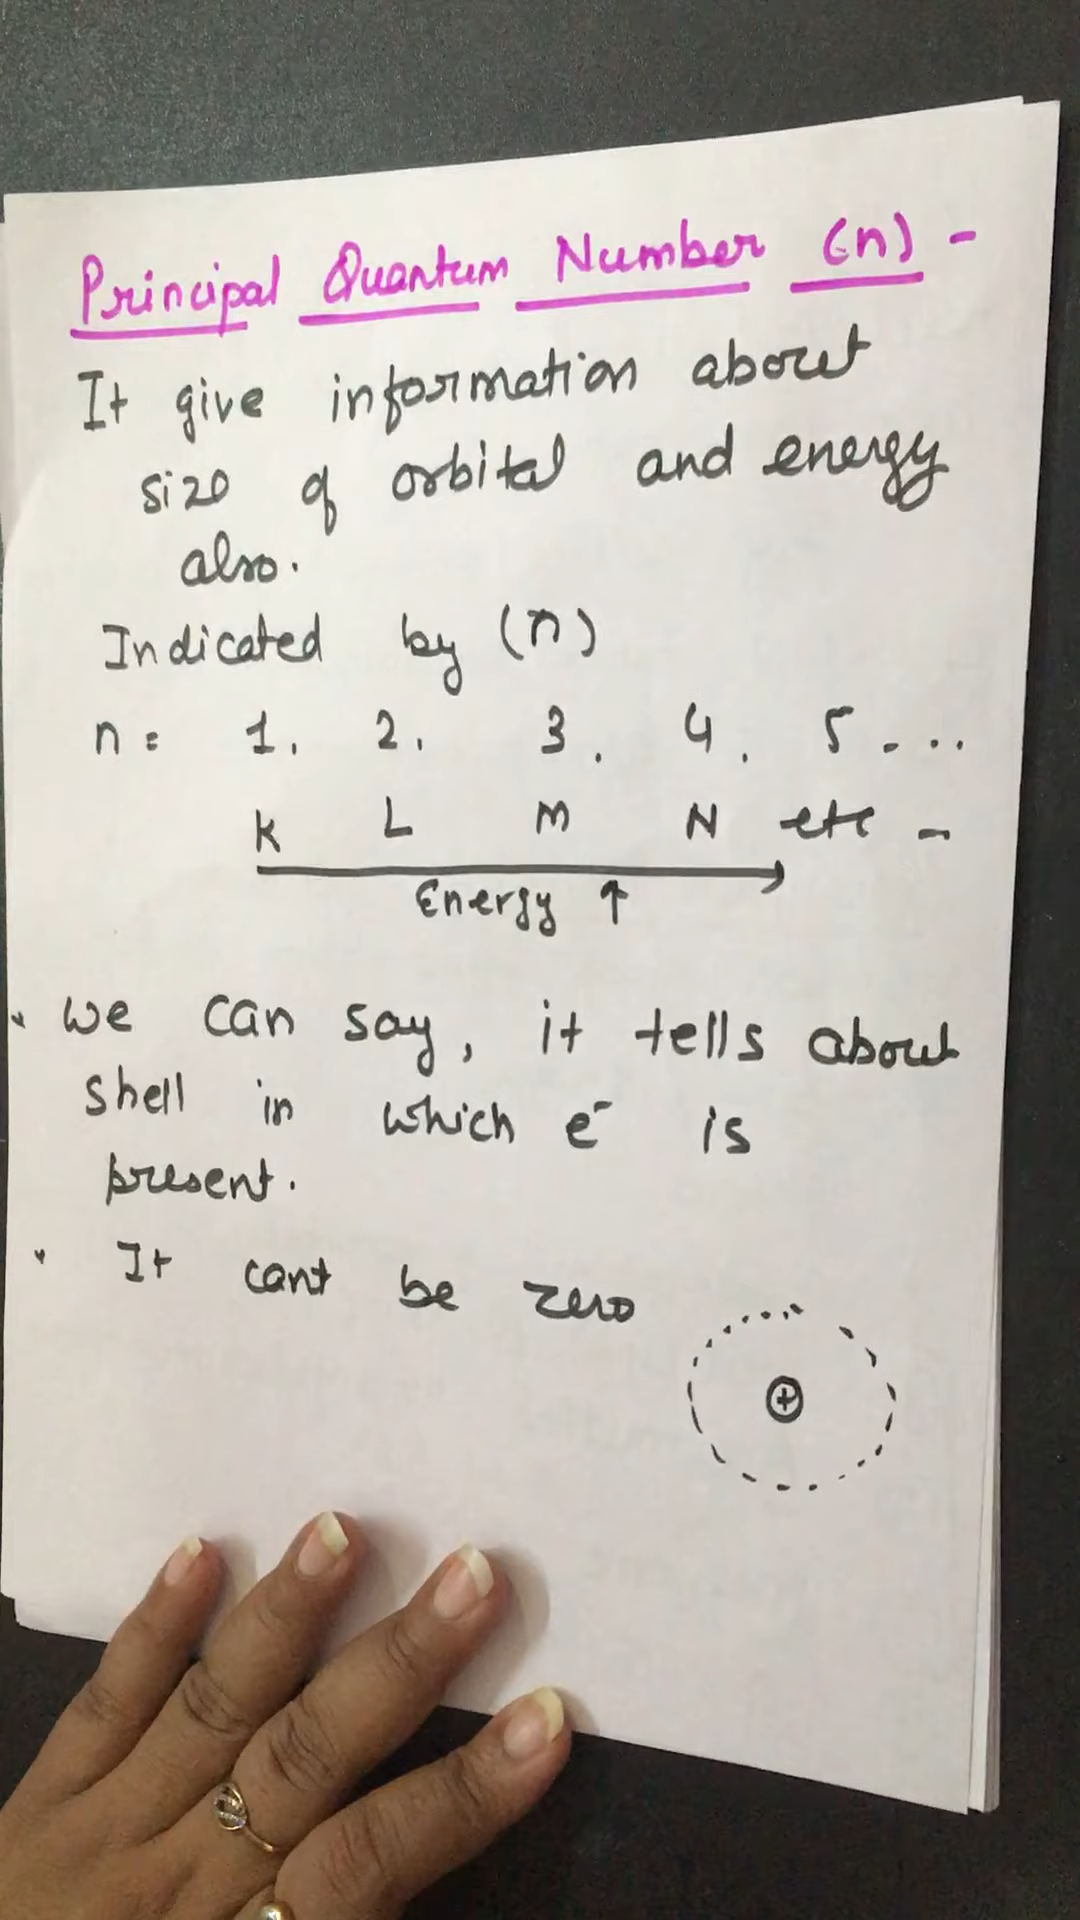 Principal Quantum Number (n) -
It give information about
size of orbital and energy
also.
Indicated by (n)
n = 1, 2, 3, 4, 5 ....
K L M N etc -
Energy ↑
• We can say, it tells about
shell in which e⁻ is
present.
• It cant be zero
+